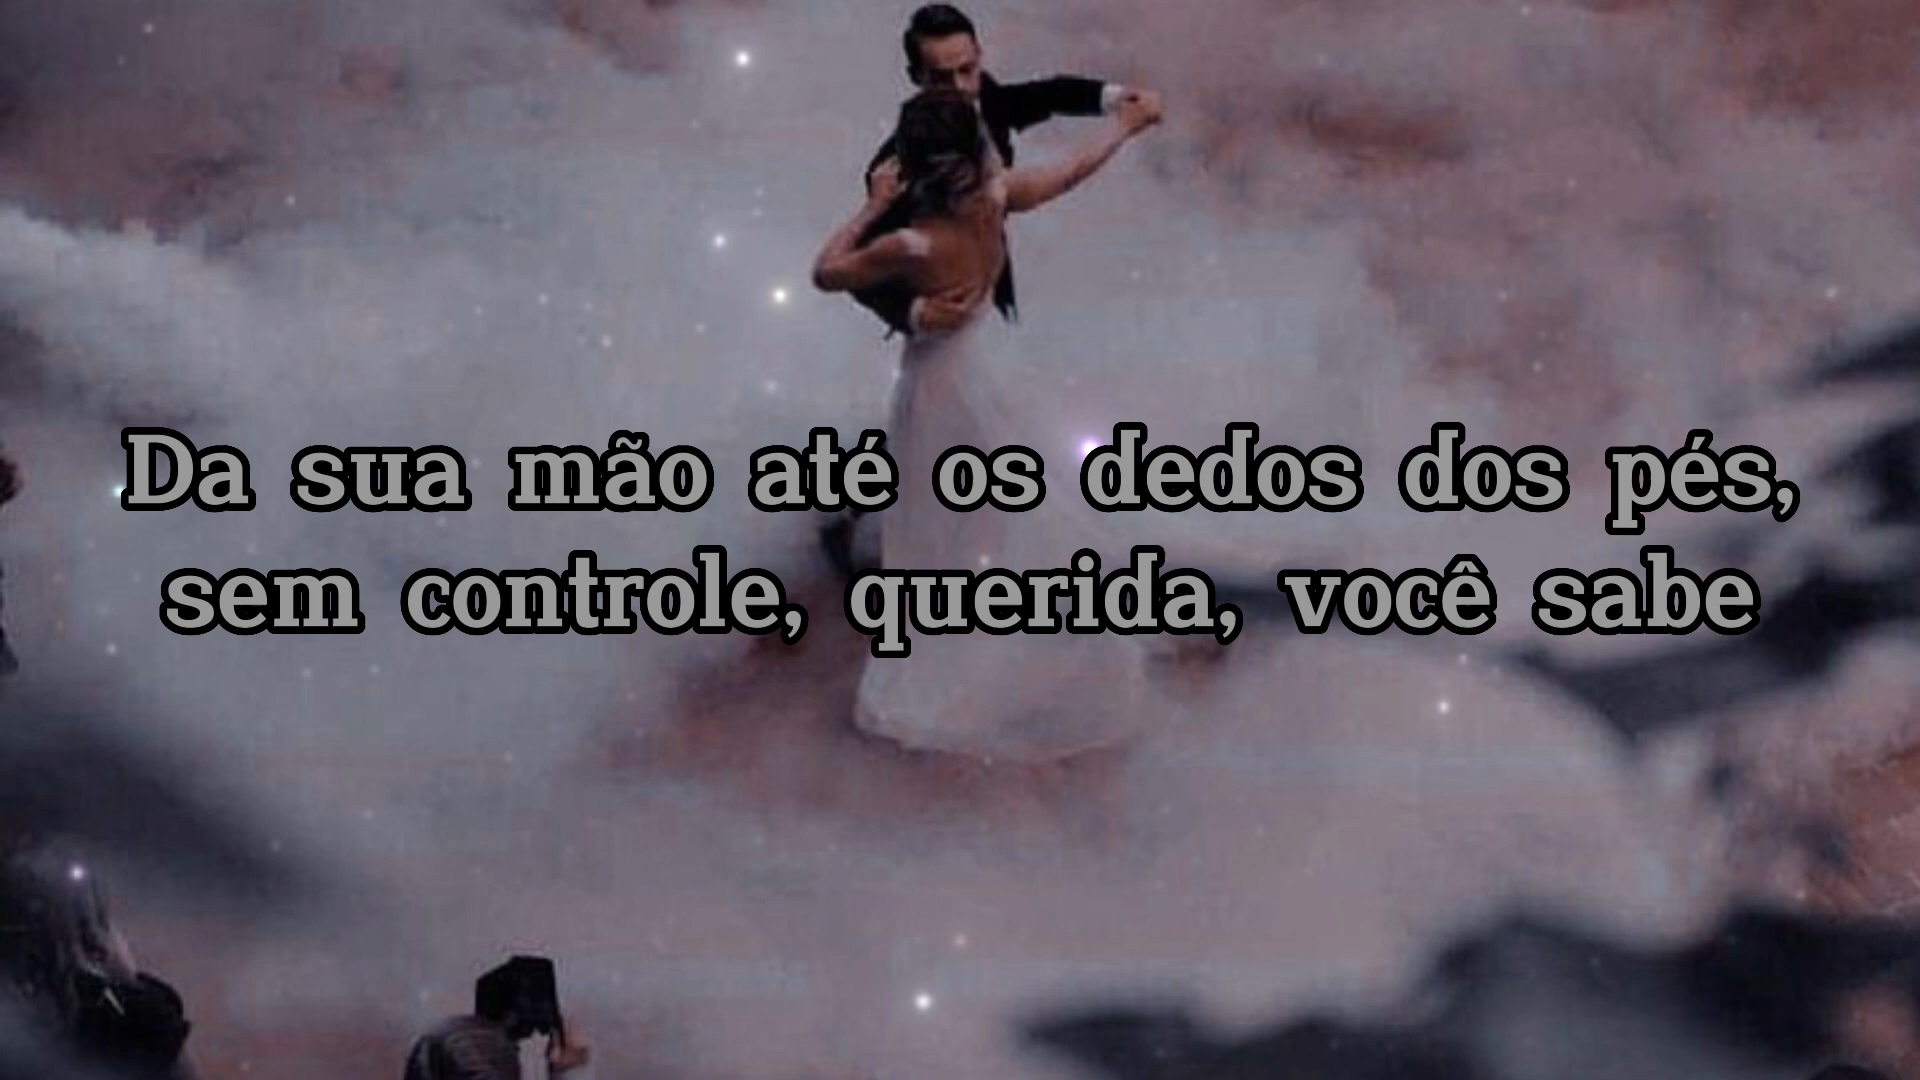 Da sua mão até os dedos dos pés,
sem controle, querida, você sabe